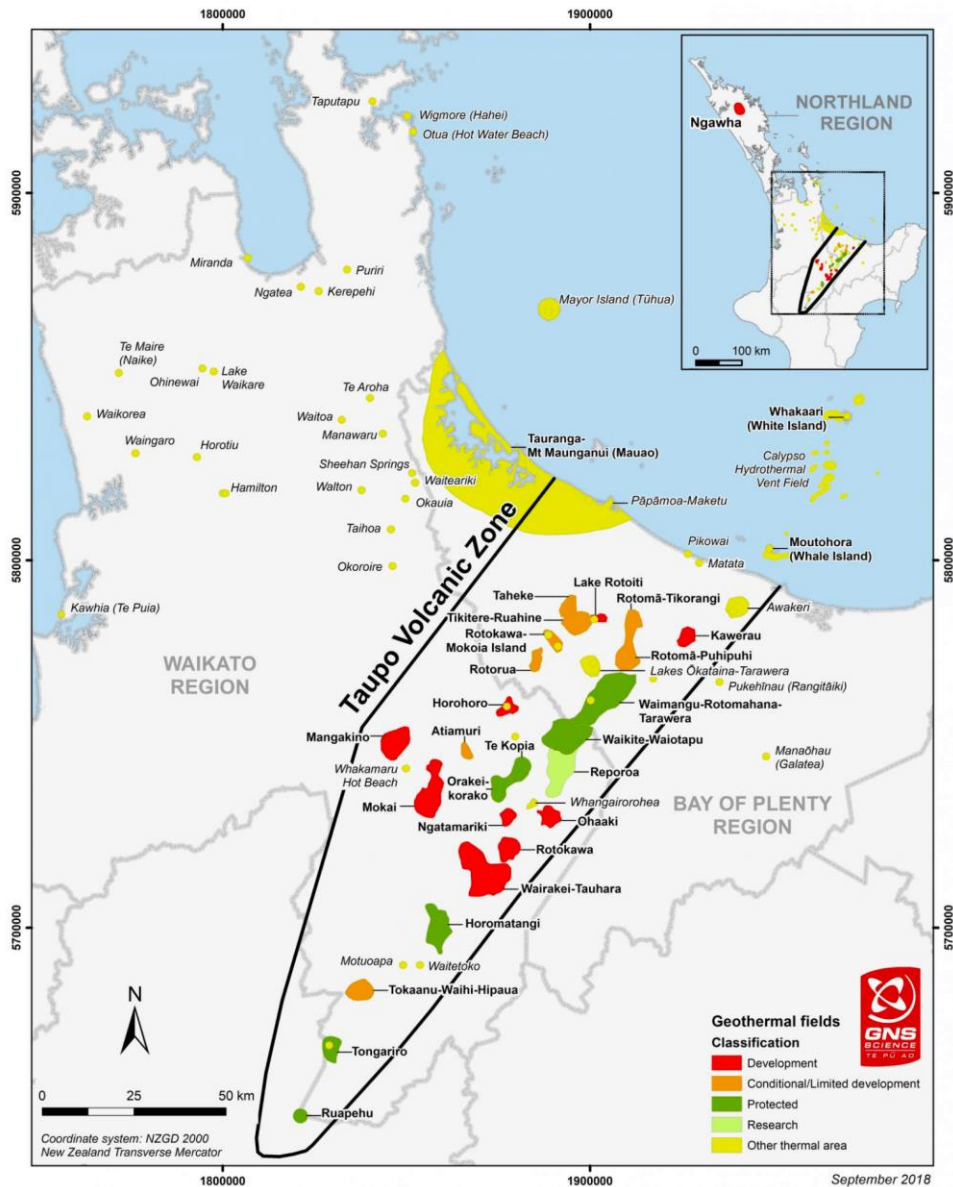 1800000
1900000
Taputapu
Wigmore (Hahei)
Otua (Hot Water Beach)
NORTHLAND
REGION
Ngawha
0
100 km
5900000
5900000
Miranda
Puriri
Ngatea
Kerepehi
Mayor Island (Tūhua)
Te Maire
(Naike)
Ohinewai
Lake
Waikare
Te Aroha
Waikorea
Waitoa
Whakaari
(White Island)
Waingaro
Horotiu
Manawaru
Tauranga-
Mt Maunganui (Mauao)
Calypso
Hydrothermal
Vent Field
Sheehan Springs
Waiteariki
Hamilton
Walton
Okauia
Pāpāmoa-Maketu
Taihoa
Pikowai
Moutohora
(Whale Island)
5800000
5800000
Okoroire
Matata
Kawhia (Te Puia)
Taupo Volcanic Zone
Taheke
Lake Rotoiti
Rotomā-Tikorangi
Tikitere-Ruahine
Awakeri
Rotokawa-
Mokoia Island
Kawerau
WAIKATO
REGION
Rotorua
Rotomā-Puhipuhi
Lakes Ōkataina-Tarawera
Pukehīnau (Rangitāiki)
Horohoro
Waimangu-Rotomahana-
Tarawera
Mangakino
Atiamuri
Te Kopia
Waikite-Waiotapu
Manaōhau
(Galatea)
Whakamaru
Hot Beach
Orakei-
korako
Reporoa
Mokai
Whangairorohea
BAY OF PLENTY
REGION
Ngatamariki
Ohaaki
Rotokawa
Wairakei-Tauhara
5700000
5700000
Horomatangi
Motuoapa
Waitetoko
Tokaanu-Waihi-Hipaua
N
Tongariro
GNS
SCIENCE
TE PŪ AO
Geothermal fields
Classification
Development
Conditional/Limited development
Protected
Research
Other thermal area
0
25
50 km
Ruapehu
Coordinate system: NZGD 2000
New Zealand Transverse Mercator
1800000
1900000
September 2018